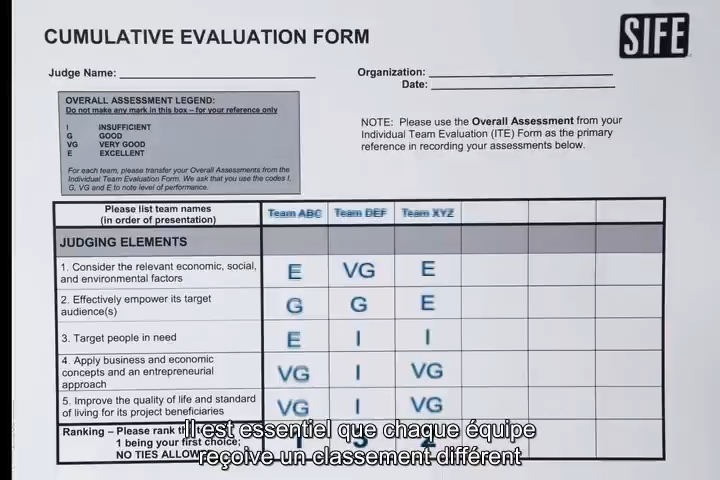 CUMULATIVE EVALUATION FORM
SIFE
Judge Name:
Organization:
Date:
OVERALL ASSESSMENT LEGEND:
Do not make any mark in this box – for your reference only
I INSUFFICIENT
G GOOD
VG VERY GOOD
E EXCELLENT
For each team, please transfer your Overall Assessments from the
Individual Team Evaluation Form. We ask that you use the codes I,
G, VG and E to note level of performance.
NOTE: Please use the Overall Assessment from your
Individual Team Evaluation (ITE) Form as the primary
reference in recording your assessments below.
Please list team names
(in order of presentation)
Team ABC Team DEF Team XYZ
JUDGING ELEMENTS
1. Consider the relevant economic, social,
and environmental factors
E VG E
2. Effectively empower its target
audience(s)
G G E
3. Target people in need
E I I
4. Apply business and economic
concepts and an entrepreneurial
approach
VG I VG
5. Improve the quality of life and standard
of living for its project beneficiaries
VG I VG
Ranking – Please rank the
1 being your first choice;
NO TIES
1 3 2
Il est essentiel que chaque équipe
reçoive un classement différent